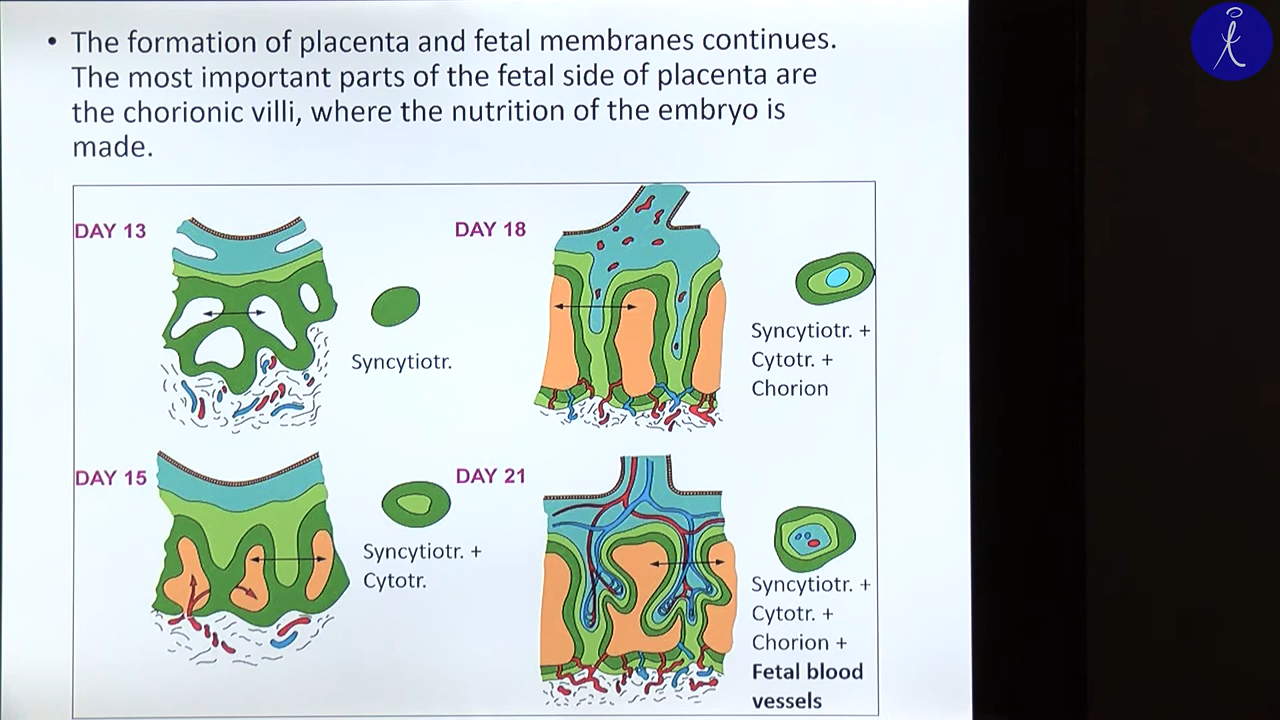 • The formation of placenta and fetal membranes continues.
The most important parts of the fetal side of placenta are
the chorionic villi, where the nutrition of the embryo is
made.
DAY 13
Syncytiotr.
DAY 18
Syncytiotr. +
Cytotr. +
Chorion
DAY 15
Syncytiotr. +
Cytotr.
DAY 21
Syncytiotr. +
Cytotr. +
Chorion +
Fetal blood
vessels